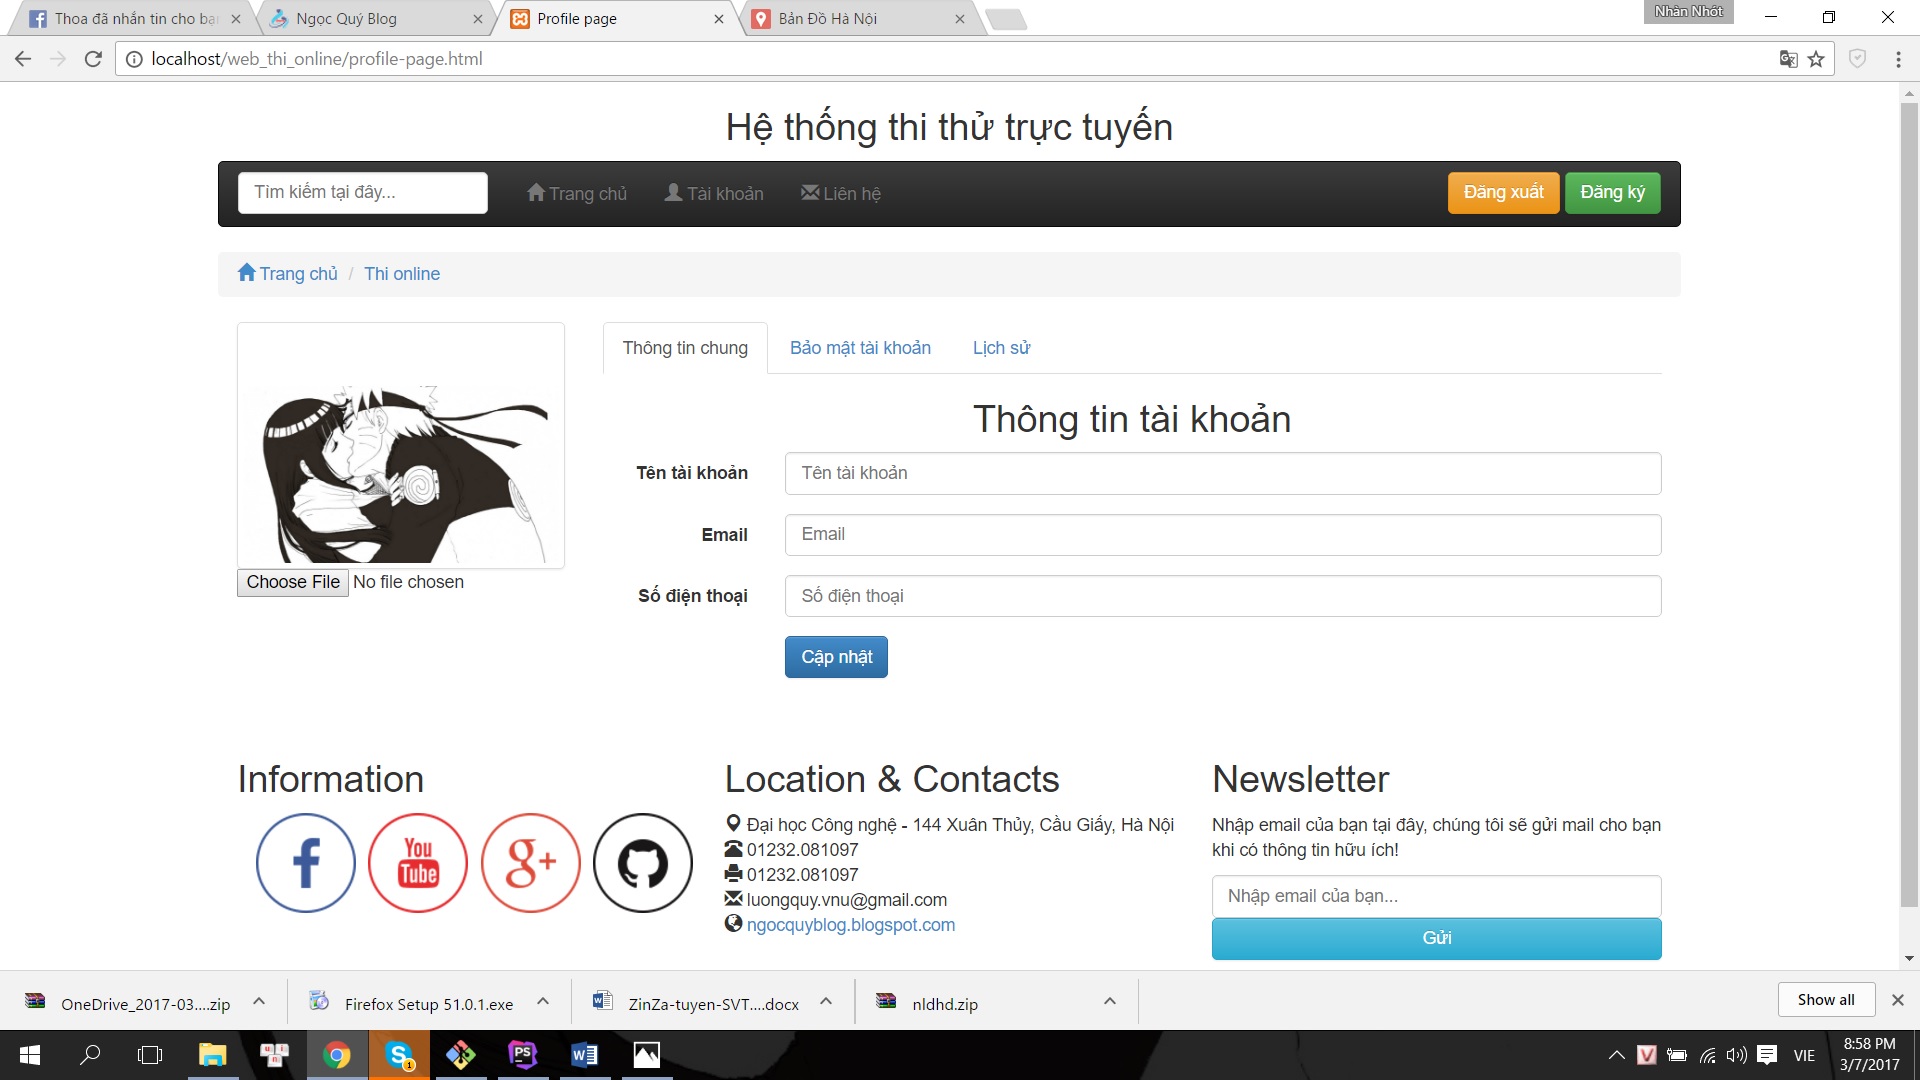 Thoa đã nhắn tin cho bạ
Ngọc Quý Blog
Profile page
Bản Đồ Hà Nội
Nhàn Nhót
localhost/web_thi_online/profile-page.html
Hệ thống thi thử trực tuyến
Tìm kiếm tại đây...
Trang chủ
Tài khoản
Liên hệ
Đăng xuất
Đăng ký
Trang chủ / Thi online
Thông tin chung
Bảo mật tài khoản
Lịch sử
Thông tin tài khoản
Tên tài khoản
Tên tài khoản
Email
Email
Choose File No file chosen
Số điện thoại
Số điện thoại
Cập nhật
Information
You
Tube
g+
Location & Contacts
Đại học Công nghệ - 144 Xuân Thủy, Cầu Giấy, Hà Nội
01232.081097
01232.081097
luongquy.vnu@gmail.com
ngocquyblog.blogspot.com
Newsletter
Nhập email của bạn tại đây, chúng tôi sẽ gửi mail cho bạn
khi có thông tin hữu ích!
Nhập email của bạn...
Gửi
OneDrive_2017-03....zip
Firefox Setup 51.0.1.exe
ZinZa-tuyen-SVT....docx
nldhd.zip
Show all
VIE
8:58 PM
3/7/2017